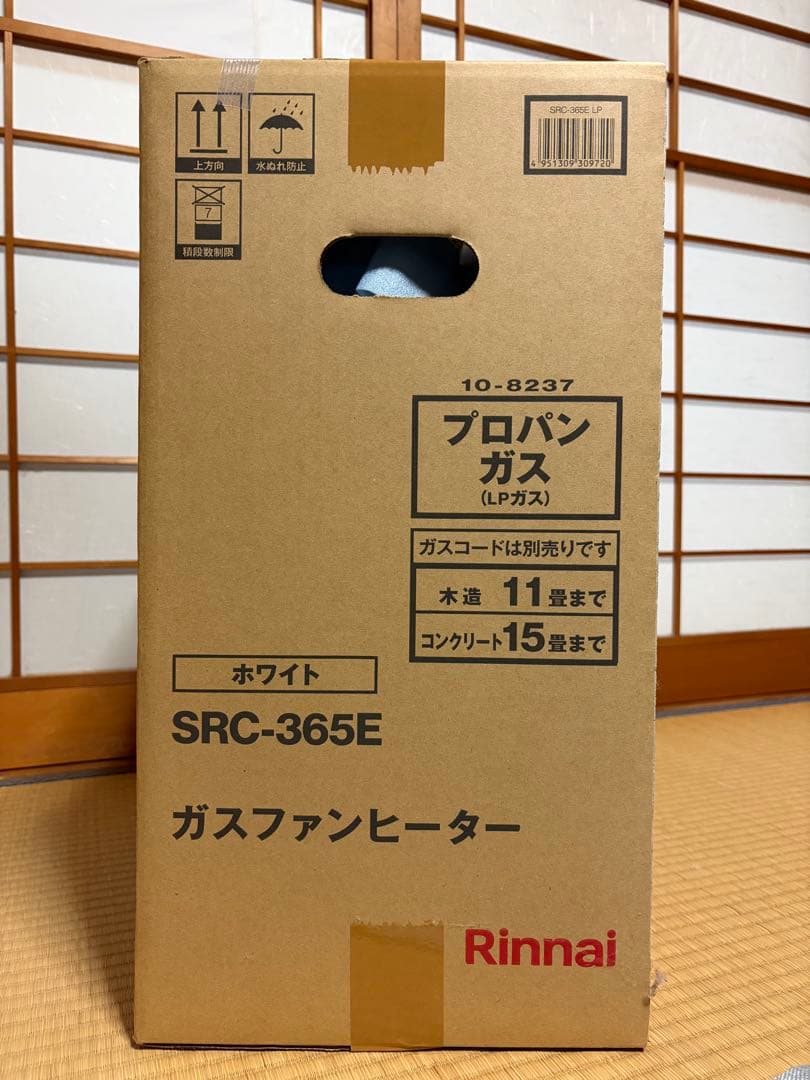 上方向
水ぬれ防止
7
積段数制限
SRC-365E LP
4 951309 309720
10-8237
プロパン
ガス
(LPガス)
ガスコードは別売りです
木造 11畳まで
コンクリート15畳まで
ホワイト
SRC-365E
ガスファンヒーター
Rinnai